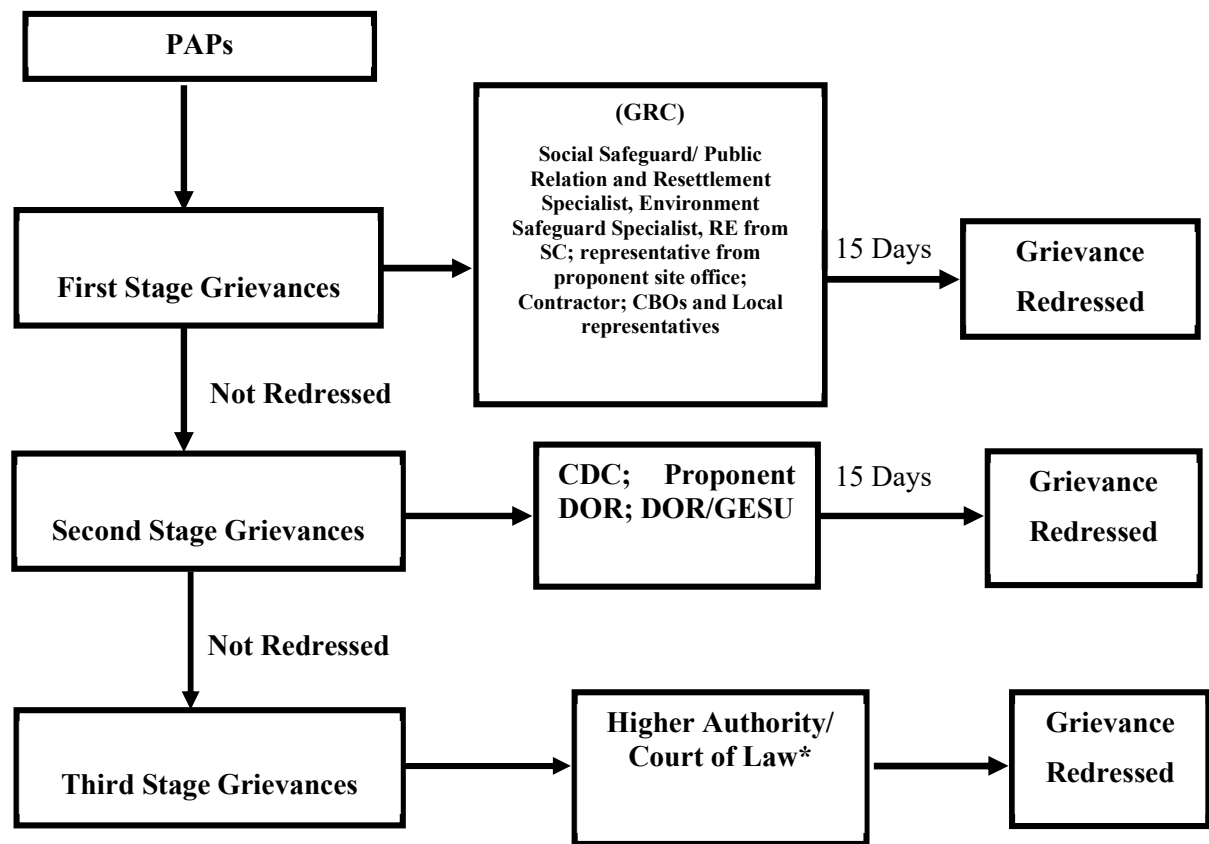 PAPs
(GRC)
Social Safeguard/ Public
Relation and Resettlement
Specialist, Environment
Safeguard Specialist, RE from
SC; representative from
proponent site office;
Contractor; CBOs and Local
representatives
First Stage Grievances
15 Days
Grievance
Redressed
Not Redressed
Second Stage Grievances
CDC; Proponent
DOR; DOR/GESU
15 Days
Grievance
Redressed
Not Redressed
Third Stage Grievances
Higher Authority/
Court of Law*
Grievance
Redressed